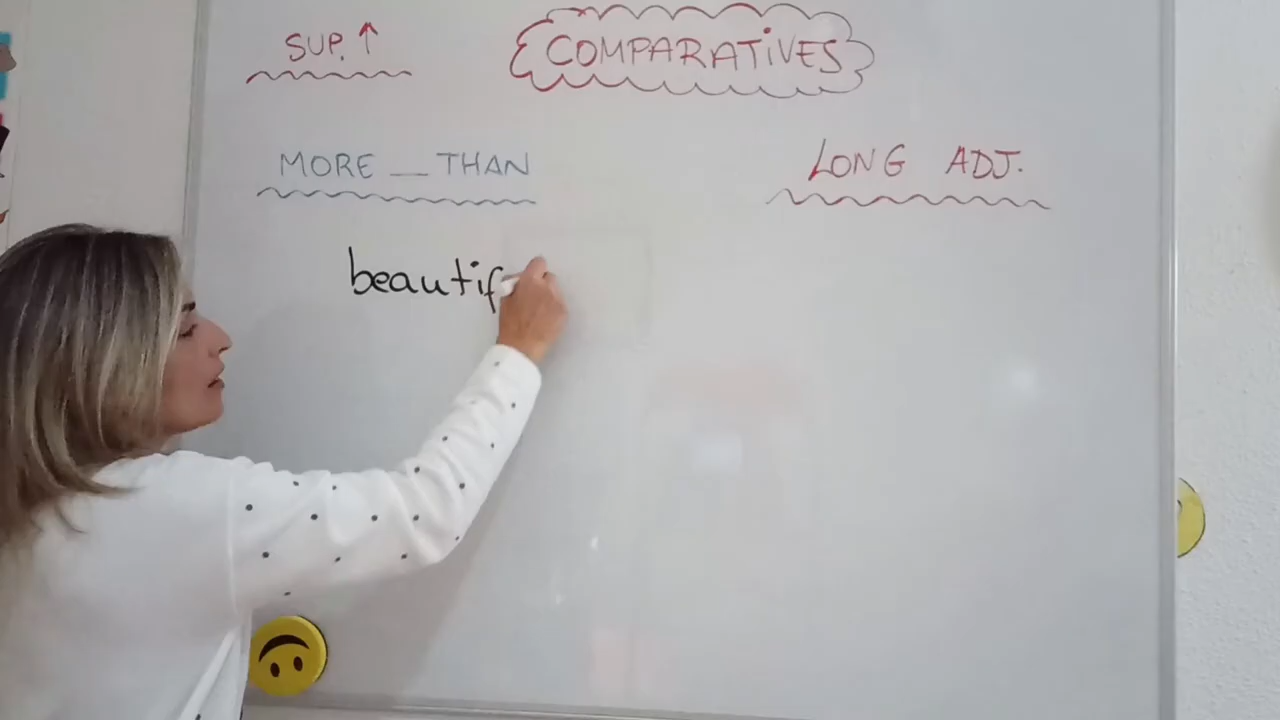 SUP. ↑
COMPARATIVES
MORE __ THAN
LONG ADJ.
beautif